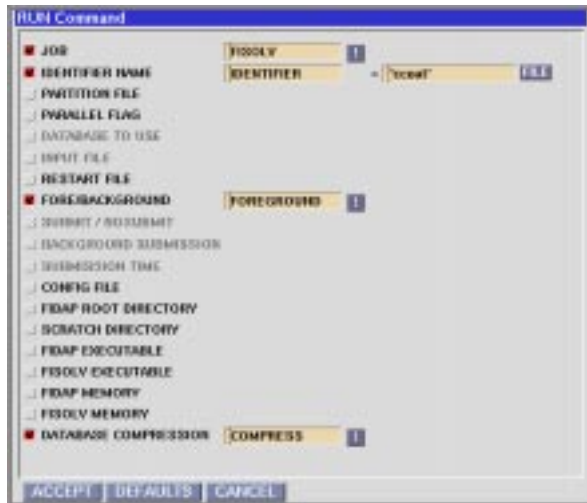 RUN Command
JOB FISOLV !
IDENTIFIER NAME IDENTIFIER = FILE
PARTITION FILE
PARALLEL FLAG
DATABASE TO USE
INPUT FILE
RESTART FILE
FORE/BACKGROUND FOREGROUND !
SUBMIT / NOSUBMIT
BACKGROUND SUBMISSION
SUBMISSION TIME
CONFIG FILE
FIDAP ROOT DIRECTORY
SCRATCH DIRECTORY
FIDAP EXECUTABLE
FISOLV EXECUTABLE
FIDAP MEMORY
FISOLV MEMORY
DATABASE COMPRESSION COMPRESS !
ACCEPT DEFAULTS CANCEL